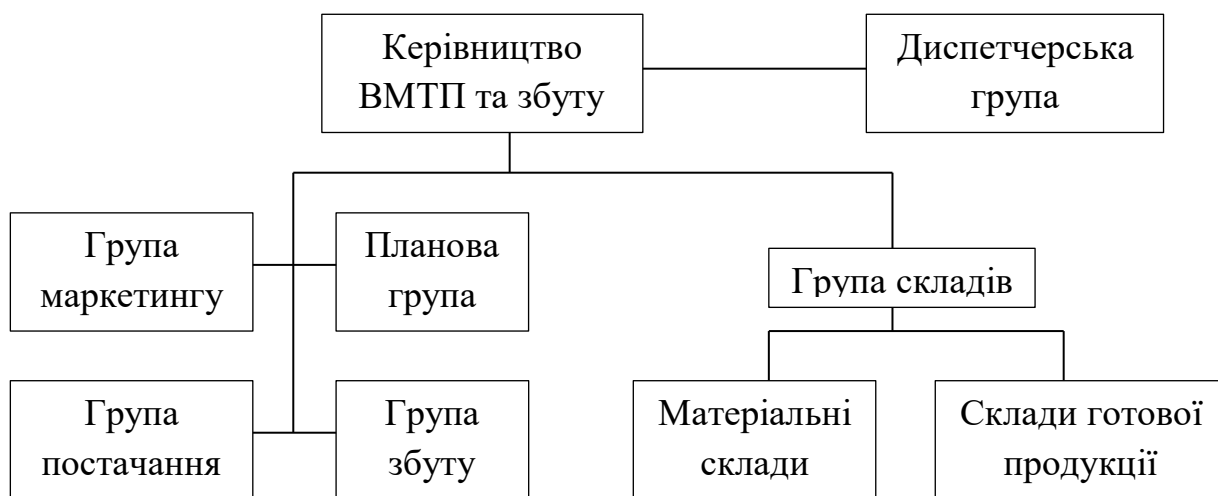 Керівництво
ВМТП та збуту
Диспетчерська
група
Група
маркетингу
Планова
група
Група складів
Група
постачання
Група
збуту
Матеріальні
склади
Склади готової
продукції